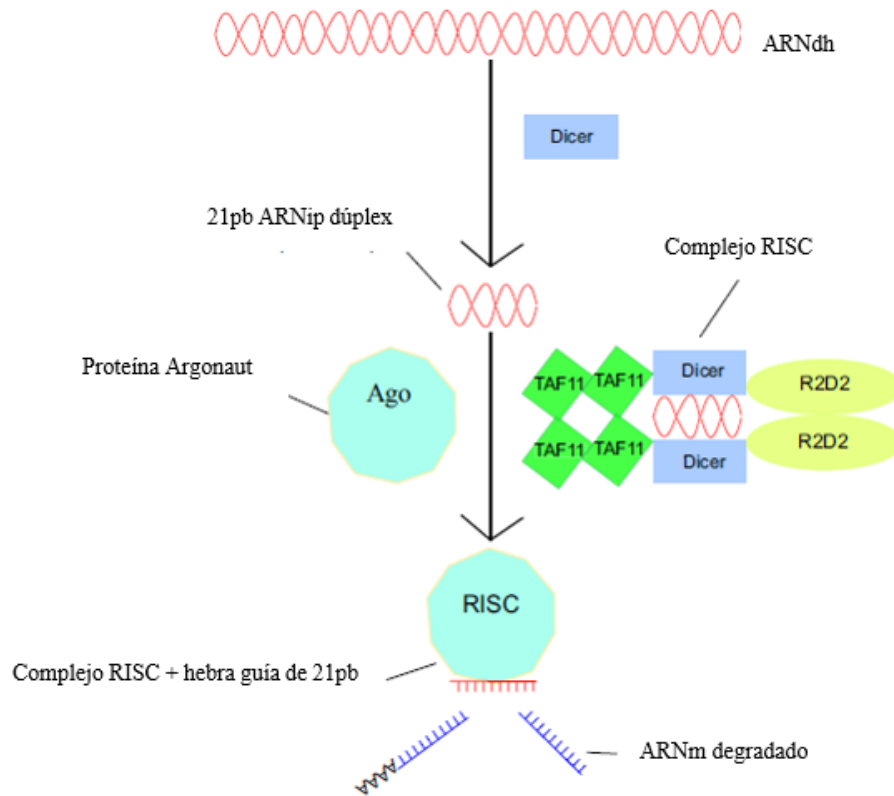 ARNdh
Dicer
21pb ARNip dúplex
Complejo RISC
Proteína Argonaut
Ago
TAF11 TAF11 Dicer R2D2
TAF11 TAF11 Dicer R2D2
RISC
Complejo RISC + hebra guía de 21pb
ARNm degradado
AAAA